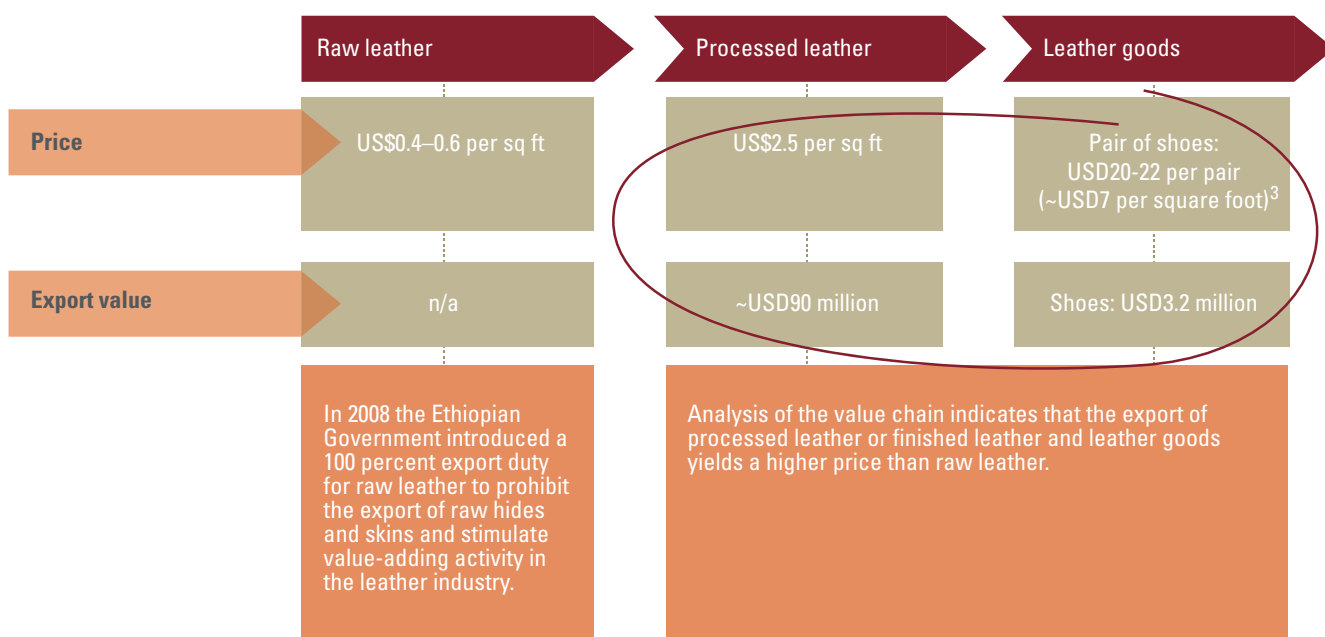 Raw leather
Processed leather
Leather goods
Price
US$0.4–0.6 per sq ft
US$2.5 per sq ft
Pair of shoes:
USD20-22 per pair
(~USD7 per square foot)3
Export value
n/a
~USD90 million
Shoes: USD3.2 million
In 2008 the Ethiopian
Government introduced a
100 percent export duty
for raw leather to prohibit
the export of raw hides
and skins and stimulate
value-adding activity in
the leather industry.
Analysis of the value chain indicates that the export of
processed leather or finished leather and leather goods
yields a higher price than raw leather.